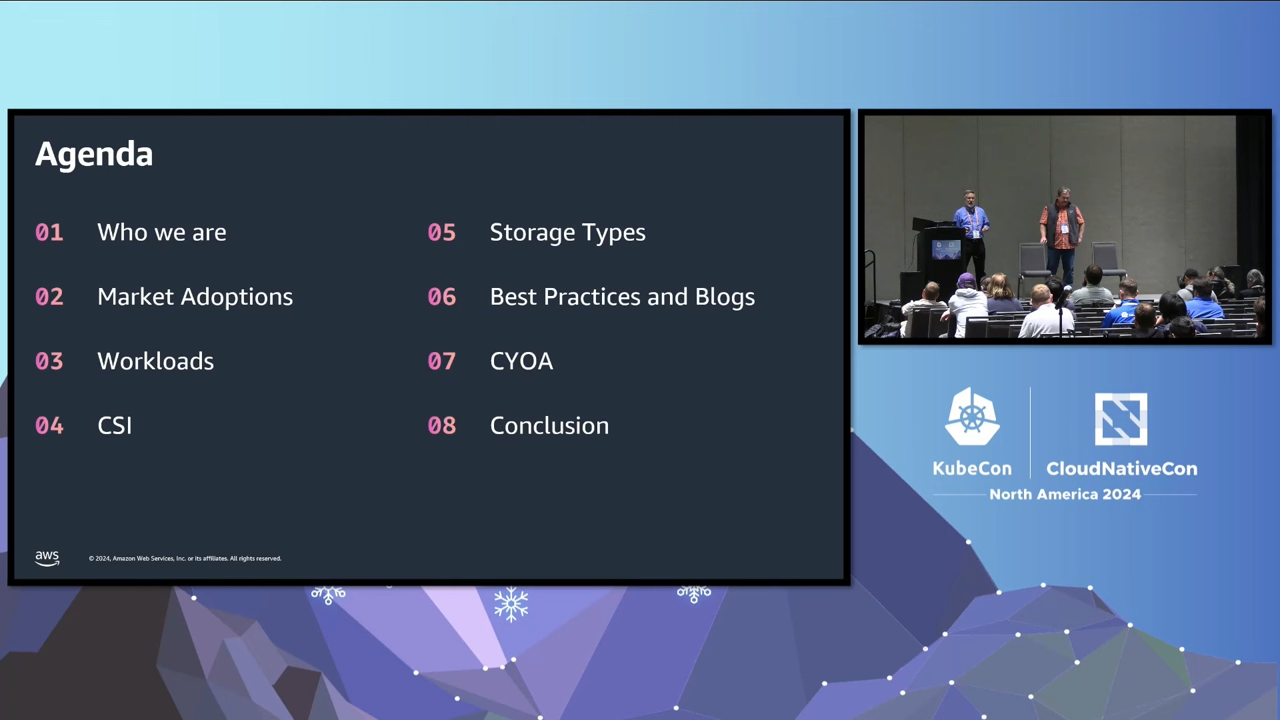 Agenda
01 Who we are
02 Market Adoptions
03 Workloads
04 CSI
05 Storage Types
06 Best Practices and Blogs
07 CYOA
08 Conclusion
aws
© 2024, Amazon Web Services, Inc. or its affiliates. All rights reserved.
KubeCon
CloudNativeCon
North America 2024